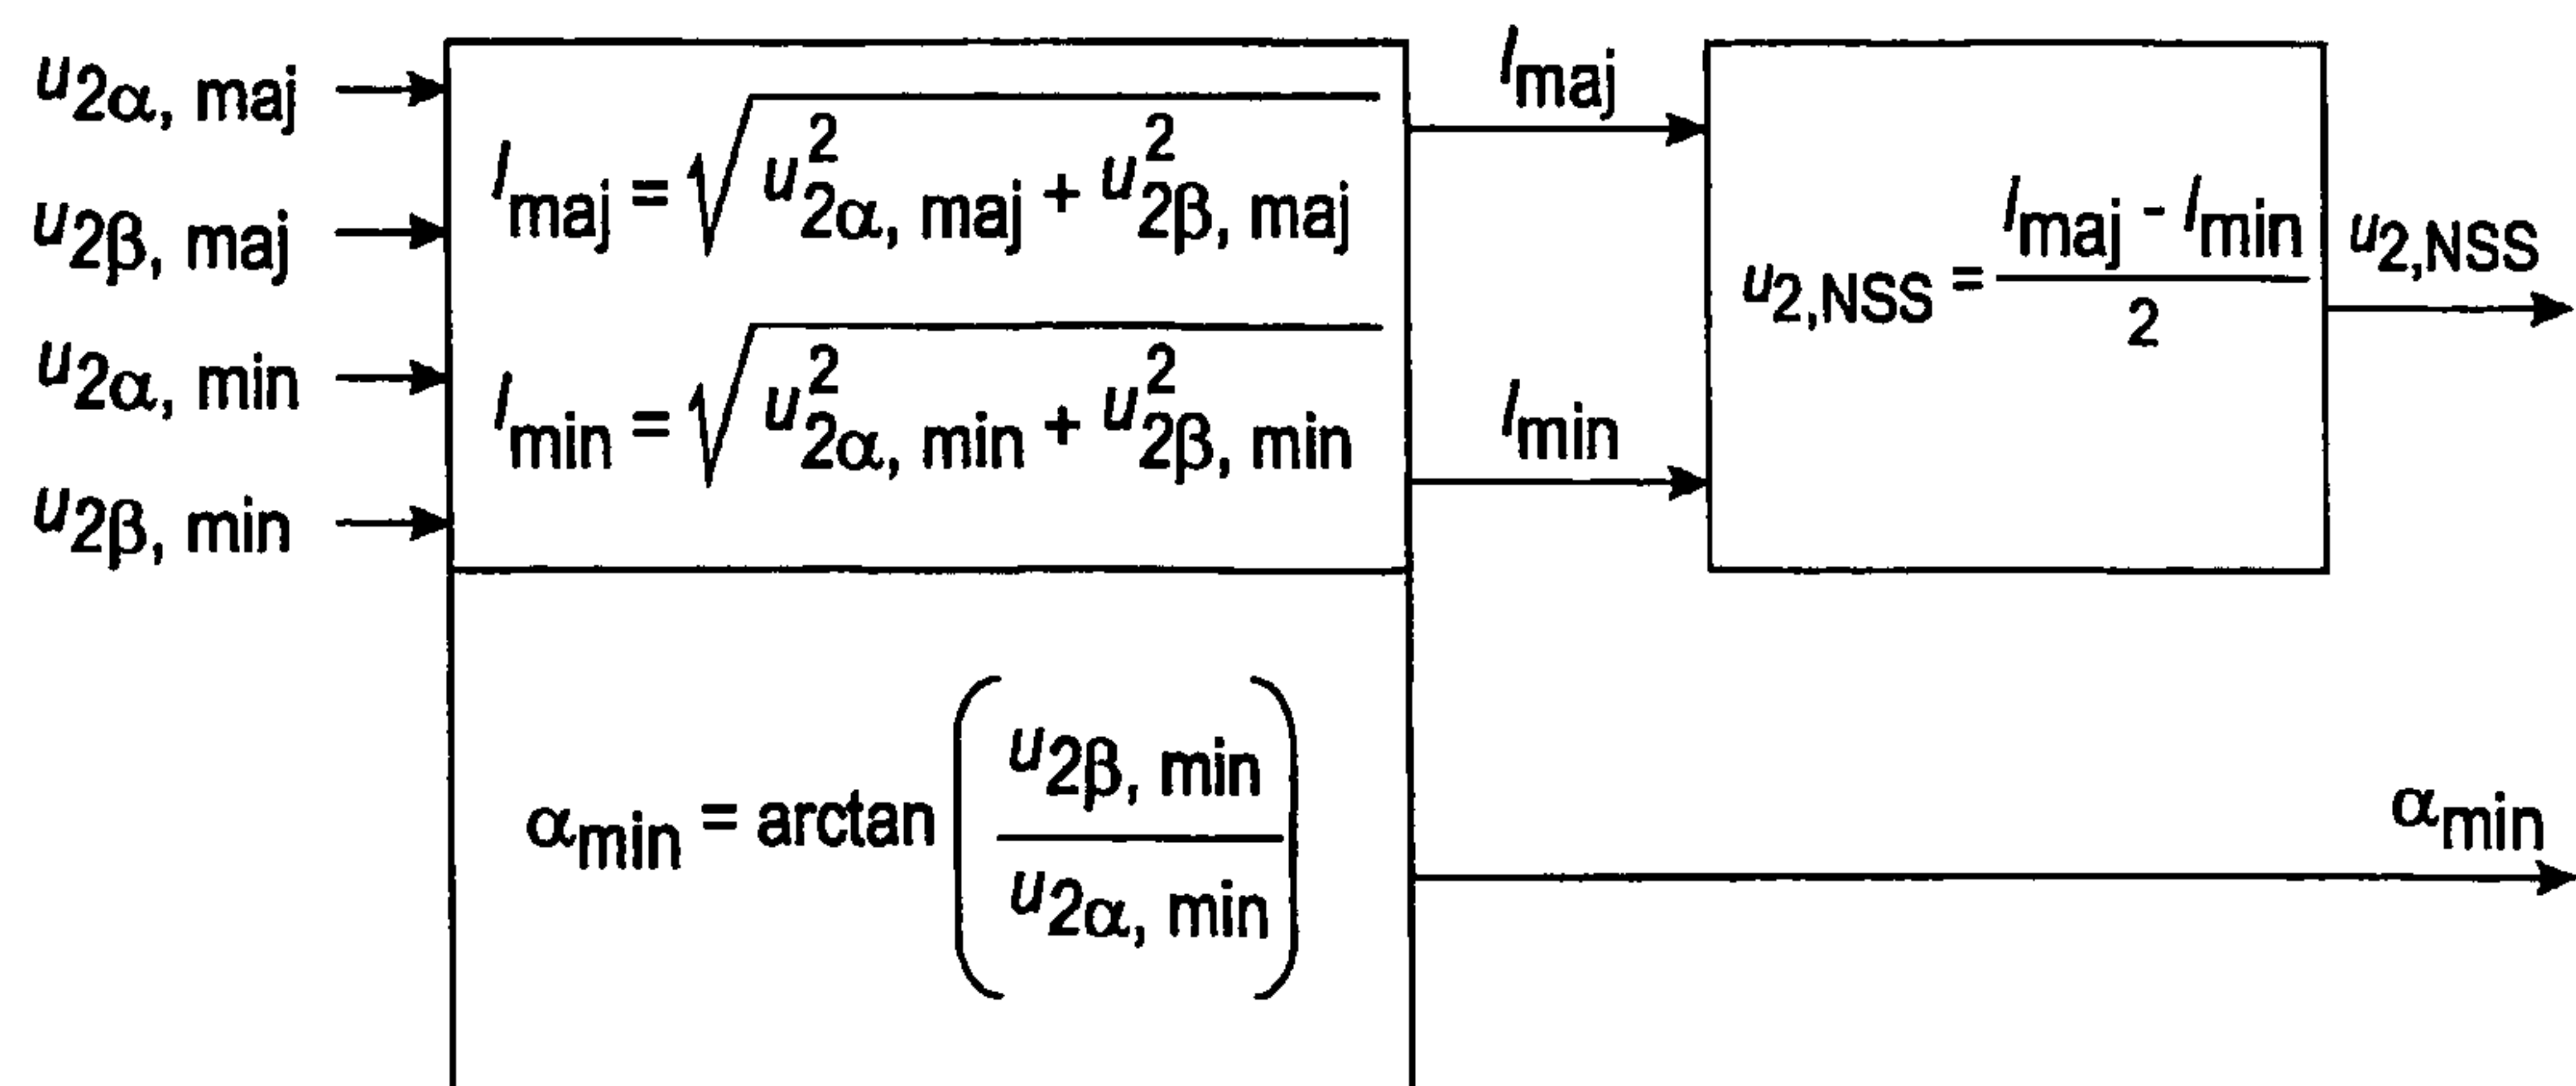 u2α, maj
u2β, maj
u2α, min
u2β, min
lmaj = √(u²2α, maj + u²2β, maj)
lmin = √(u²2α, min + u²2β, min)
αmin = arctan (u2β, min / u2α, min)
lmaj
lmin
u2,NSS = (lmaj - lmin) / 2
u2,NSS
αmin